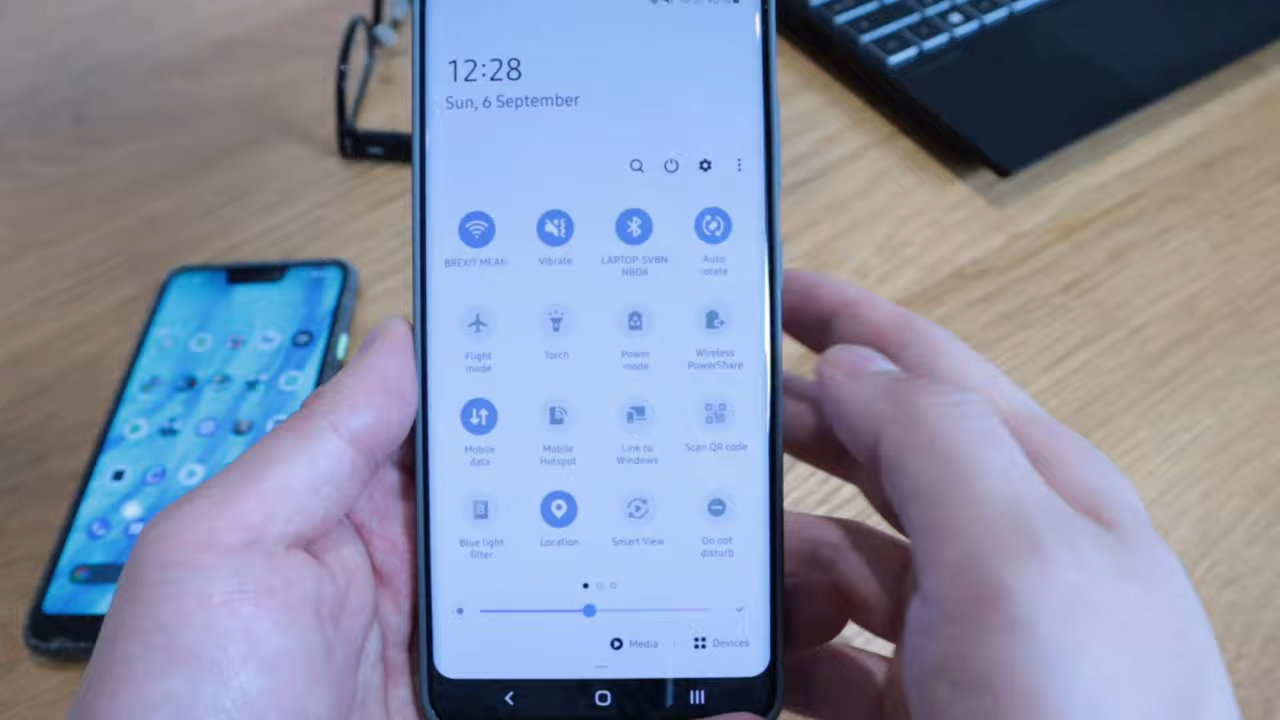 12:28
Sun, 6 September
BREXIT MEAN
Vibrate
LAPTOP-SVBN
NBD6
Auto
rotate
Flight
mode
Torch
Power
mode
Wireless
PowerShare
Mobile
data
Mobile
Hotspot
Link to
Windows
Scan QR code
Blue light
filter
Location
Smart View
Do not
disturb
Media
Devices